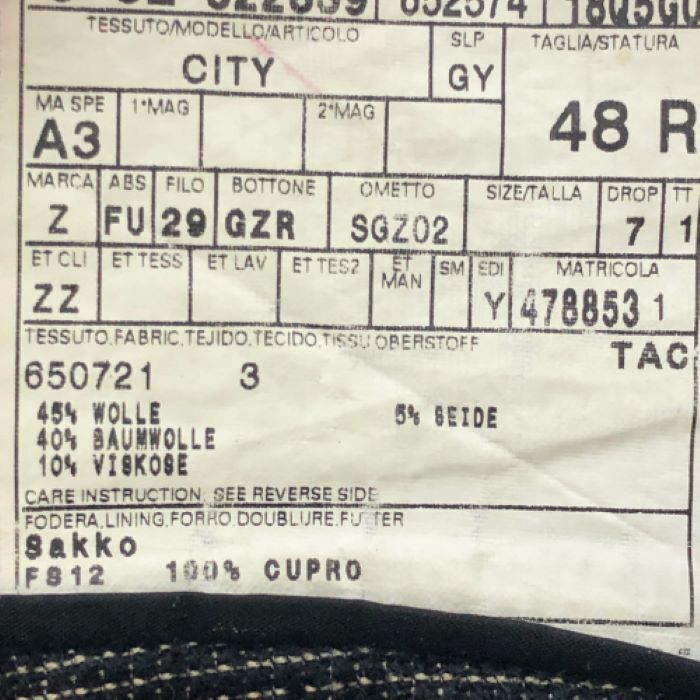 652574 18Q5GU
TESSUTO/MODELLO/ARTICOLO SLP TAGLIA/STATURA
CITY GY 48 R
MA SPE 1°MAG 2°MAG
A3
MARCA ABS FILO BOTTONE OMETTO SIZE/TALLA DROP TT
Z FU 29 GZR SGZ02 7 1
ET CLI ET TESS ET LAV ET TES2 ET MAN SM EDI MATRICOLA
ZZ Y 478853 1
TESSUTO,FABRIC,TEJIDO,TECIDO,TISSU OBERSTOFF TAC
650721 3
45% WOLLE 5% SEIDE
40% BAUMWOLLE
10% VISKOSE
CARE INSTRUCTION: SEE REVERSE SIDE
FODERA,LINING,FORRO,DOUBLURE,FUTTER
Sakko
FS12 100% CUPRO